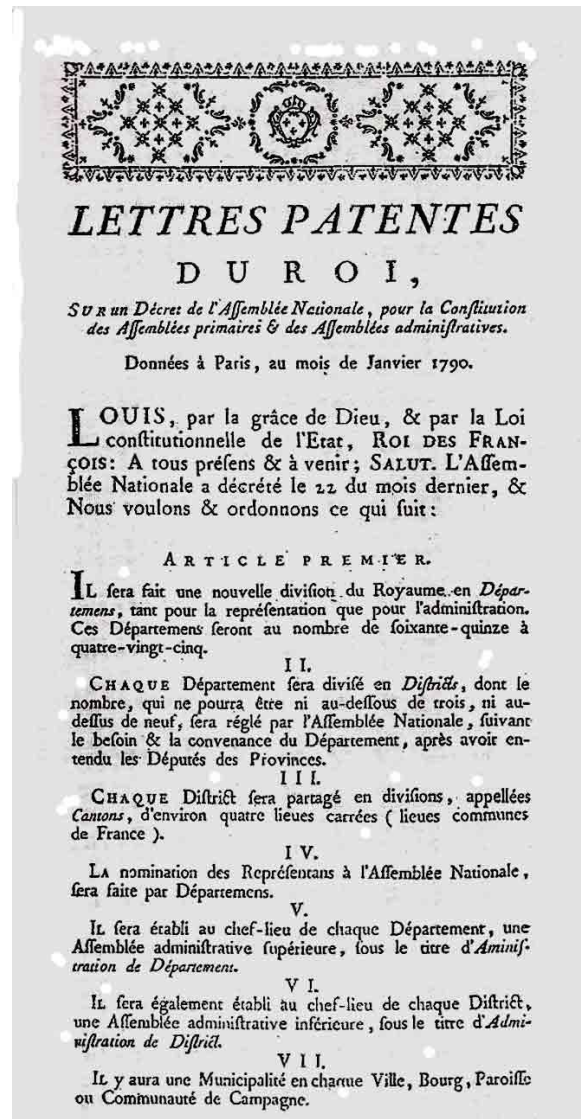 LETTRES PATENTES
DU ROI,
SUR un Décret de l'Assemblée Nationale, pour la Constitution
des Assemblées primaires & des Assemblées administratives.
Données à Paris, au mois de Janvier 1790.
LOUIS, par la grâce de Dieu, & par la Loi
constitutionnelle de l'Etat, ROI DES FRAN-
ÇOIS: A tous présens & à venir; SALUT. L'Assem-
blée Nationale a décrété le 22 du mois dernier, &
Nous voulons & ordonnons ce qui suit:
ARTICLE PREMIER.
IL sera fait une nouvelle division du Royaume en Dépar-
temens, tant pour la représentation que pour l'administration.
Ces Départemens seront au nombre de soixante-quinze à
quatre-vingt-cinq.
II.
CHAQUE Département sera divisé en Districts, dont le
nombre, qui ne pourra être ni au-dessous de trois, ni au-
dessus de neuf, sera réglé par l'Assemblée Nationale, suivant
le besoin & la convenance du Département, après avoir en-
tendu les Députés des Provinces.
III.
CHAQUE District sera partagé en divisions, appellées
Cantons, d'environ quatre lieues carrées ( lieues communes
de France ).
IV.
LA nomination des Représentans à l'Assemblée Nationale,
sera faite par Départemens.
V.
IL sera établi au chef-lieu de chaque Département, une
Assemblée administrative supérieure, sous le titre d'Aminis-
tration de Département.
VI.
IL sera également établi au chef-lieu de chaque District,
une Assemblée administrative inférieure, sous le titre d'Admi-
nistration de District.
VII.
IL y aura une Municipalité en chaque Ville, Bourg, Paroisse
ou Communauté de Campagne.